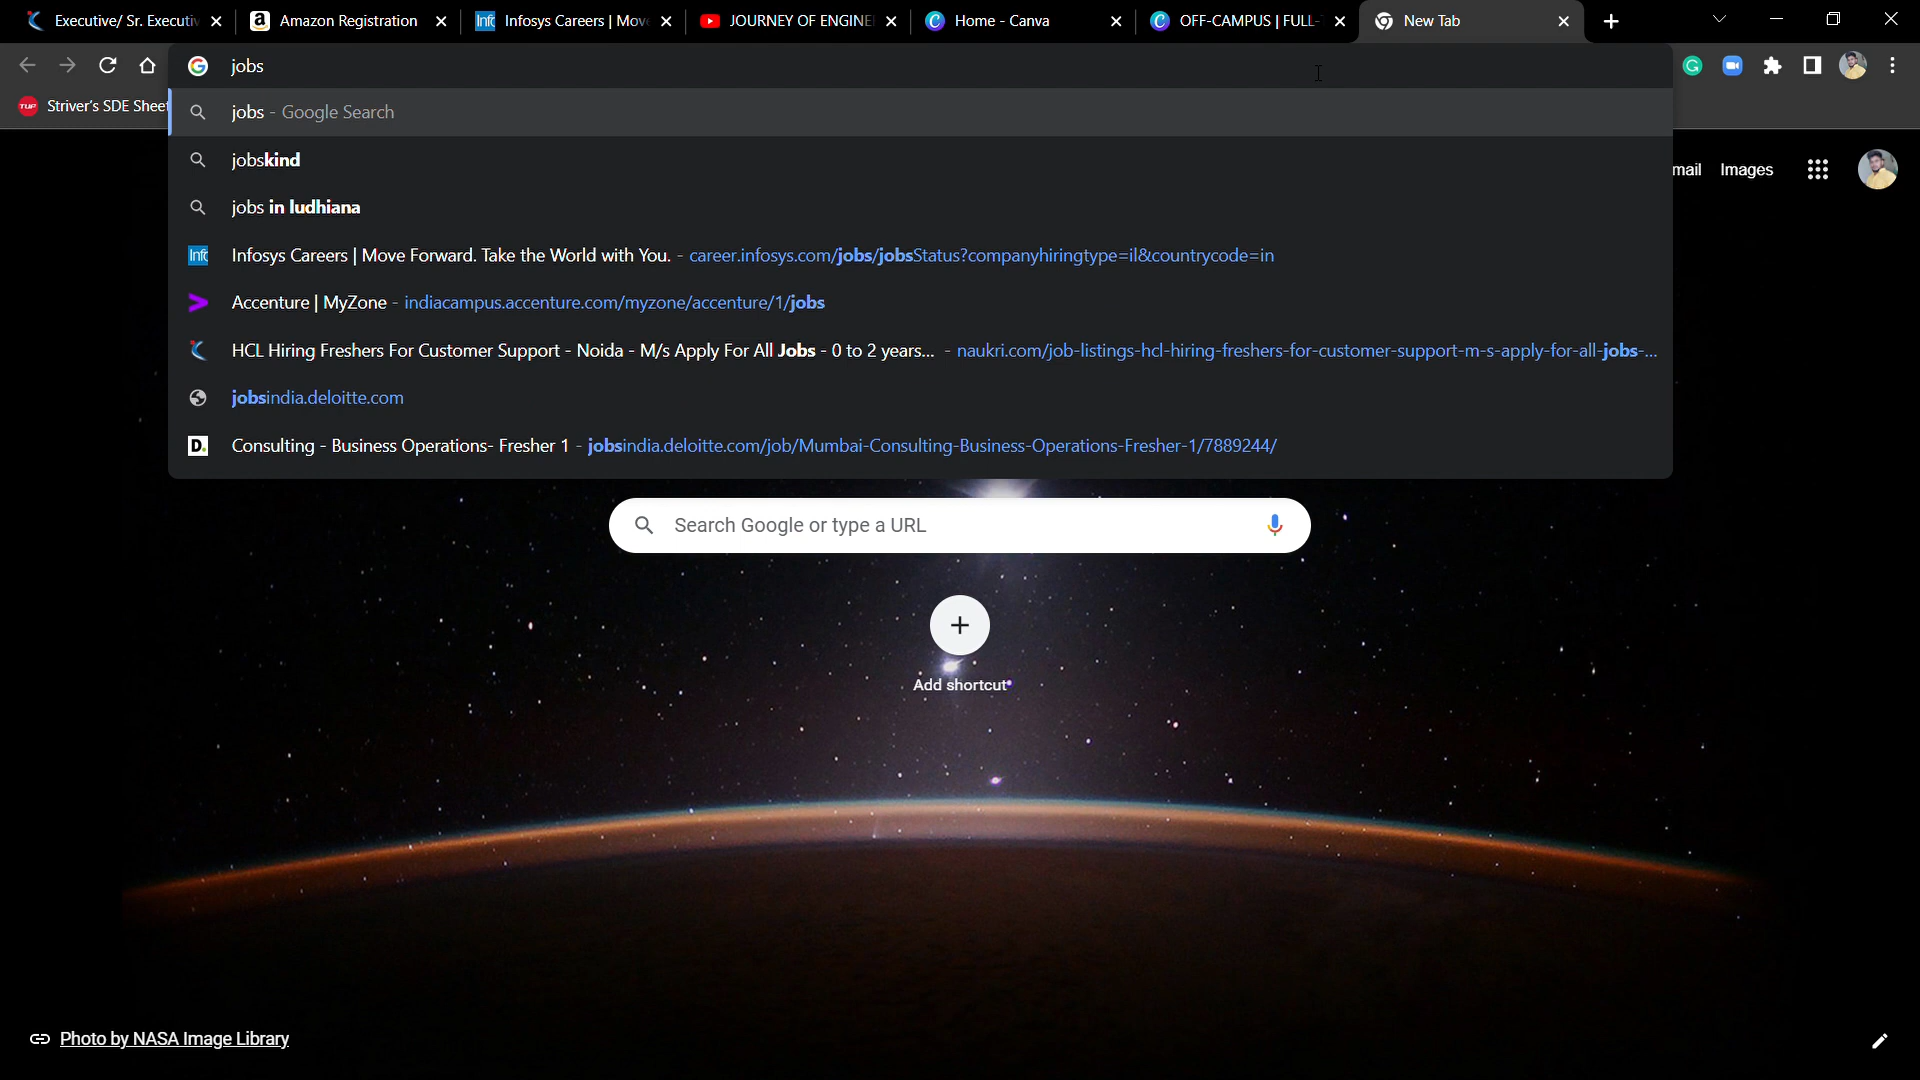 Executive/ Sr. Executiv
Amazon Registration
Infosys Careers | Mov
JOURNEY OF ENGINE
Home - Canva
OFF-CAMPUS | FULL-
New Tab
jobs
Striver's SDE Sheet
jobs - Google Search
jobskind
mail Images
jobs in ludhiana
Infosys Careers | Move Forward. Take the World with You. - career.infosys.com/jobs/jobsStatus?companyhiringtype=il&countrycode=in
Accenture | MyZone - indiacampus.accenture.com/myzone/accenture/1/jobs
HCL Hiring Freshers For Customer Support - Noida - M/s Apply For All Jobs - 0 to 2 years... - naukri.com/job-listings-hcl-hiring-freshers-for-customer-support-m-s-apply-for-all-jobs-...
jobsindia.deloitte.com
D. Consulting - Business Operations- Fresher 1 - jobsindia.deloitte.com/job/Mumbai-Consulting-Business-Operations-Fresher-1/7889244/
Search Google or type a URL
Add shortcut
Photo by NASA Image Library